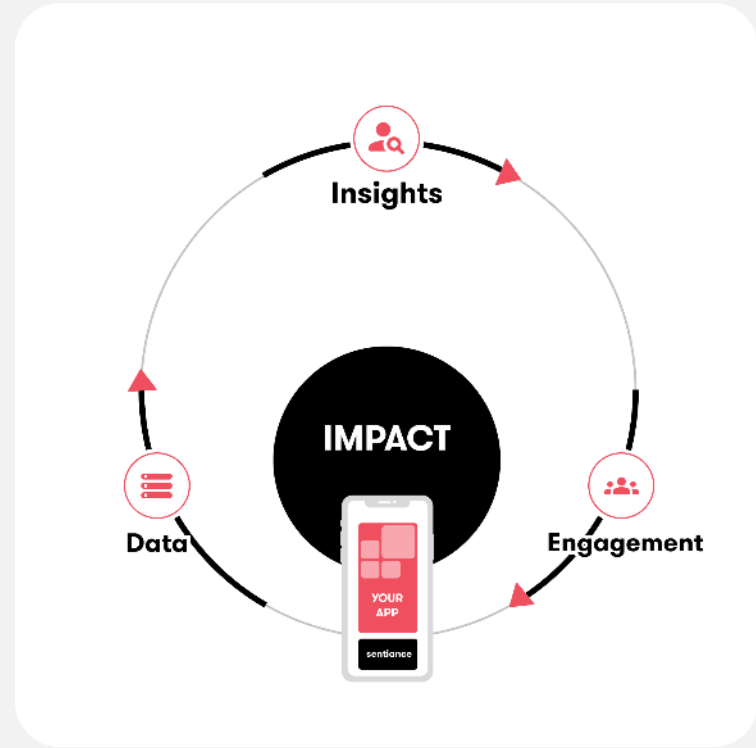 Insights
IMPACT
Data
Engagement
YOUR
APP
sentiance